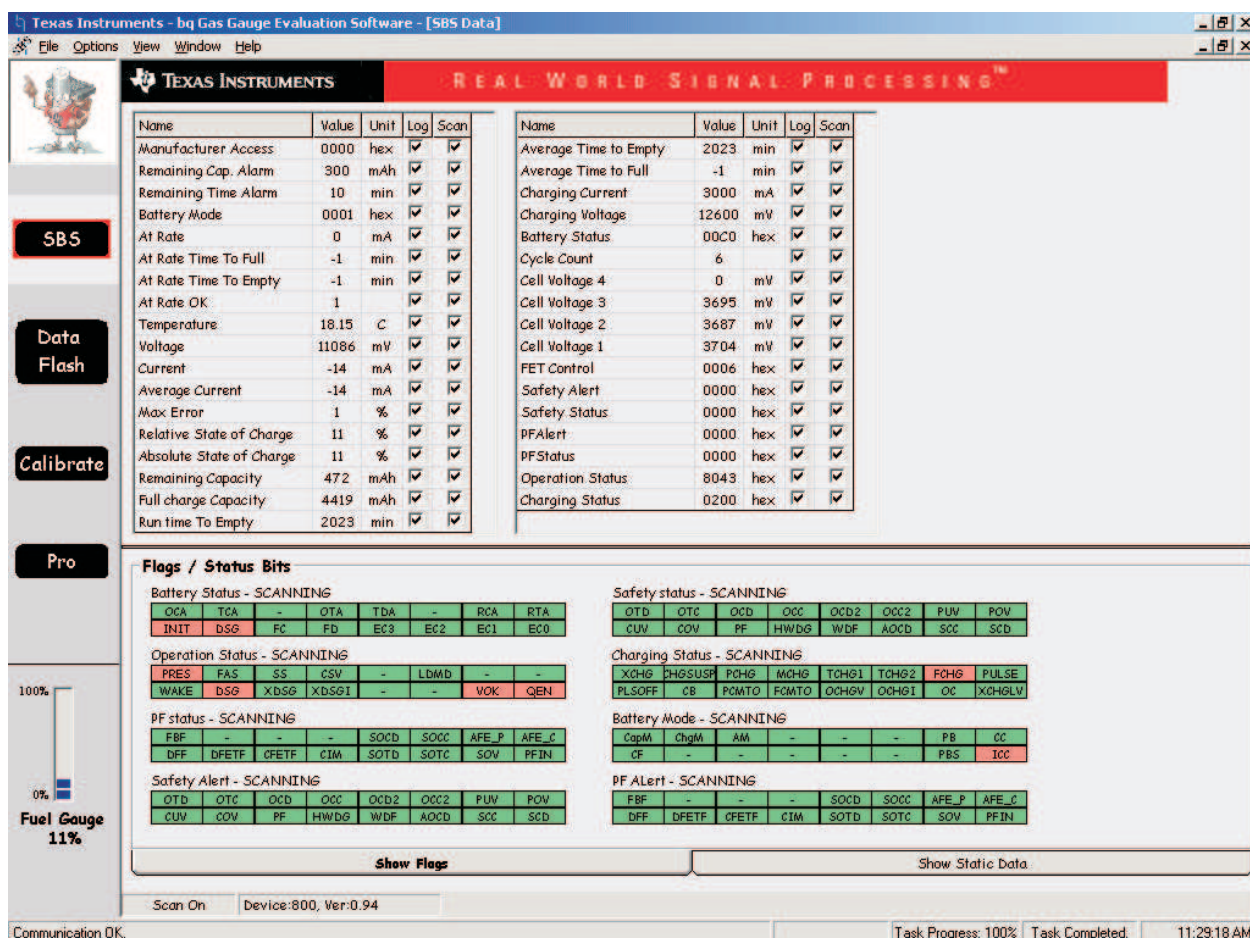 Texas Instruments - bq Gas Gauge Evaluation Software - [SBS Data]
File Options View Window Help
TEXAS INSTRUMENTS
REAL WORLD SIGNAL PROCESSING™
SBS
Data
Flash
Calibrate
Pro
100%
0%
Fuel Gauge
11%
Name Value Unit Log Scan
Manufacturer Access 0000 hex
Remaining Cap. Alarm 300 mAh
Remaining Time Alarm 10 min
Battery Mode 0001 hex
At Rate 0 mA
At Rate Time To Full -1 min
At Rate Time To Empty -1 min
At Rate OK 1
Temperature 18.15 C
Voltage 11086 mV
Current -14 mA
Average Current -14 mA
Max Error 1 %
Relative State of Charge 11 %
Absolute State of Charge 11 %
Remaining Capacity 472 mAh
Full charge Capacity 4419 mAh
Run time To Empty 2023 min
Name Value Unit Log Scan
Average Time to Empty 2023 min
Average Time to Full -1 min
Charging Current 3000 mA
Charging Voltage 12600 mV
Battery Status 00C0 hex
Cycle Count 6
Cell Voltage 4 0 mV
Cell Voltage 3 3695 mV
Cell Voltage 2 3687 mV
Cell Voltage 1 3704 mV
FET Control 0006 hex
Safety Alert 0000 hex
Safety Status 0000 hex
PFAlert 0000 hex
PFStatus 0000 hex
Operation Status 8043 hex
Charging Status 0200 hex
Flags / Status Bits
Battery Status - SCANNING
OCA TCA - OTA TDA - RCA RTA
INIT DSG FC FD EC3 EC2 EC1 EC0
Operation Status - SCANNING
PRES FAS SS CSV - LDMD - -
WAKE DSG XDSG XDSGI - - VOK QEN
PF status - SCANNING
FBF - - - SOCD SOCC AFE_P AFE_C
DFF DFETF CFETF CIM SOTD SOTC SOV PFIN
Safety Alert - SCANNING
OTD OTC OCD OCC OCD2 OCC2 PUV POV
CUV COV PF HWDG WDF AOCD SCC SCD
Safety status - SCANNING
OTD OTC OCD OCC OCD2 OCC2 PUV POV
CUV COV PF HWDG WDF AOCD SCC SCD
Charging Status - SCANNING
XCHG CHGSUSP PCHG MCHG TCHG1 TCHG2 FCHG PULSE
PLSOFF CB PCMTO FCMTO OCHGV OCHGI OC XCHGLV
Battery Mode - SCANNING
CapM ChgM AM - - - PB CC
CF - - - - - PBS ICC
PF ALert - SCANNING
FBF - - - SOCD SOCC AFE_P AFE_C
DFF DFETF CFETF CIM SOTD SOTC SOV PFIN
Show Flags Show Static Data
Scan On Device:800, Ver:0.94
Communication OK. Task Progress: 100% Task Completed. 11:29:18 AM